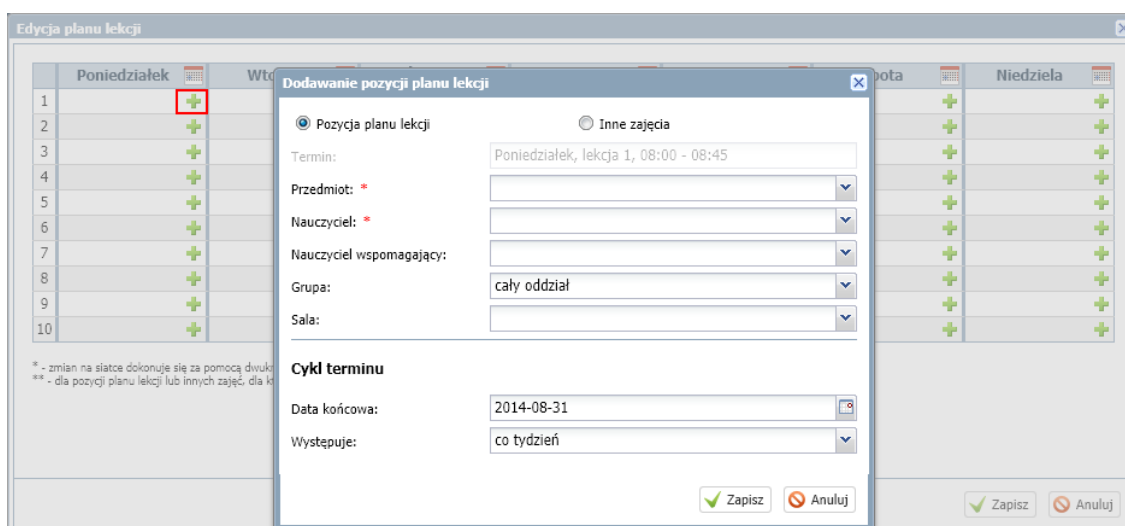 Edycja planu lekcji
Poniedziałek Niedziela
Dodawanie pozycji planu lekcji
1
2
3
4
5
6
7
8
9
10
Pozycja planu lekcji Inne zajęcia
Termin: Poniedziałek, lekcja 1, 08:00 - 08:45
Przedmiot: *
Nauczyciel: *
Nauczyciel wspomagający:
Grupa: cały oddział
Sala:
* - zmian na siatce dokonuje się za pomocą
** - dla pozycji planu lekcji lub innych zajęć, dla
Cykl terminu
Data końcowa: 2014-08-31
Występuje: co tydzień
Zapisz Anuluj
Zapisz Anuluj